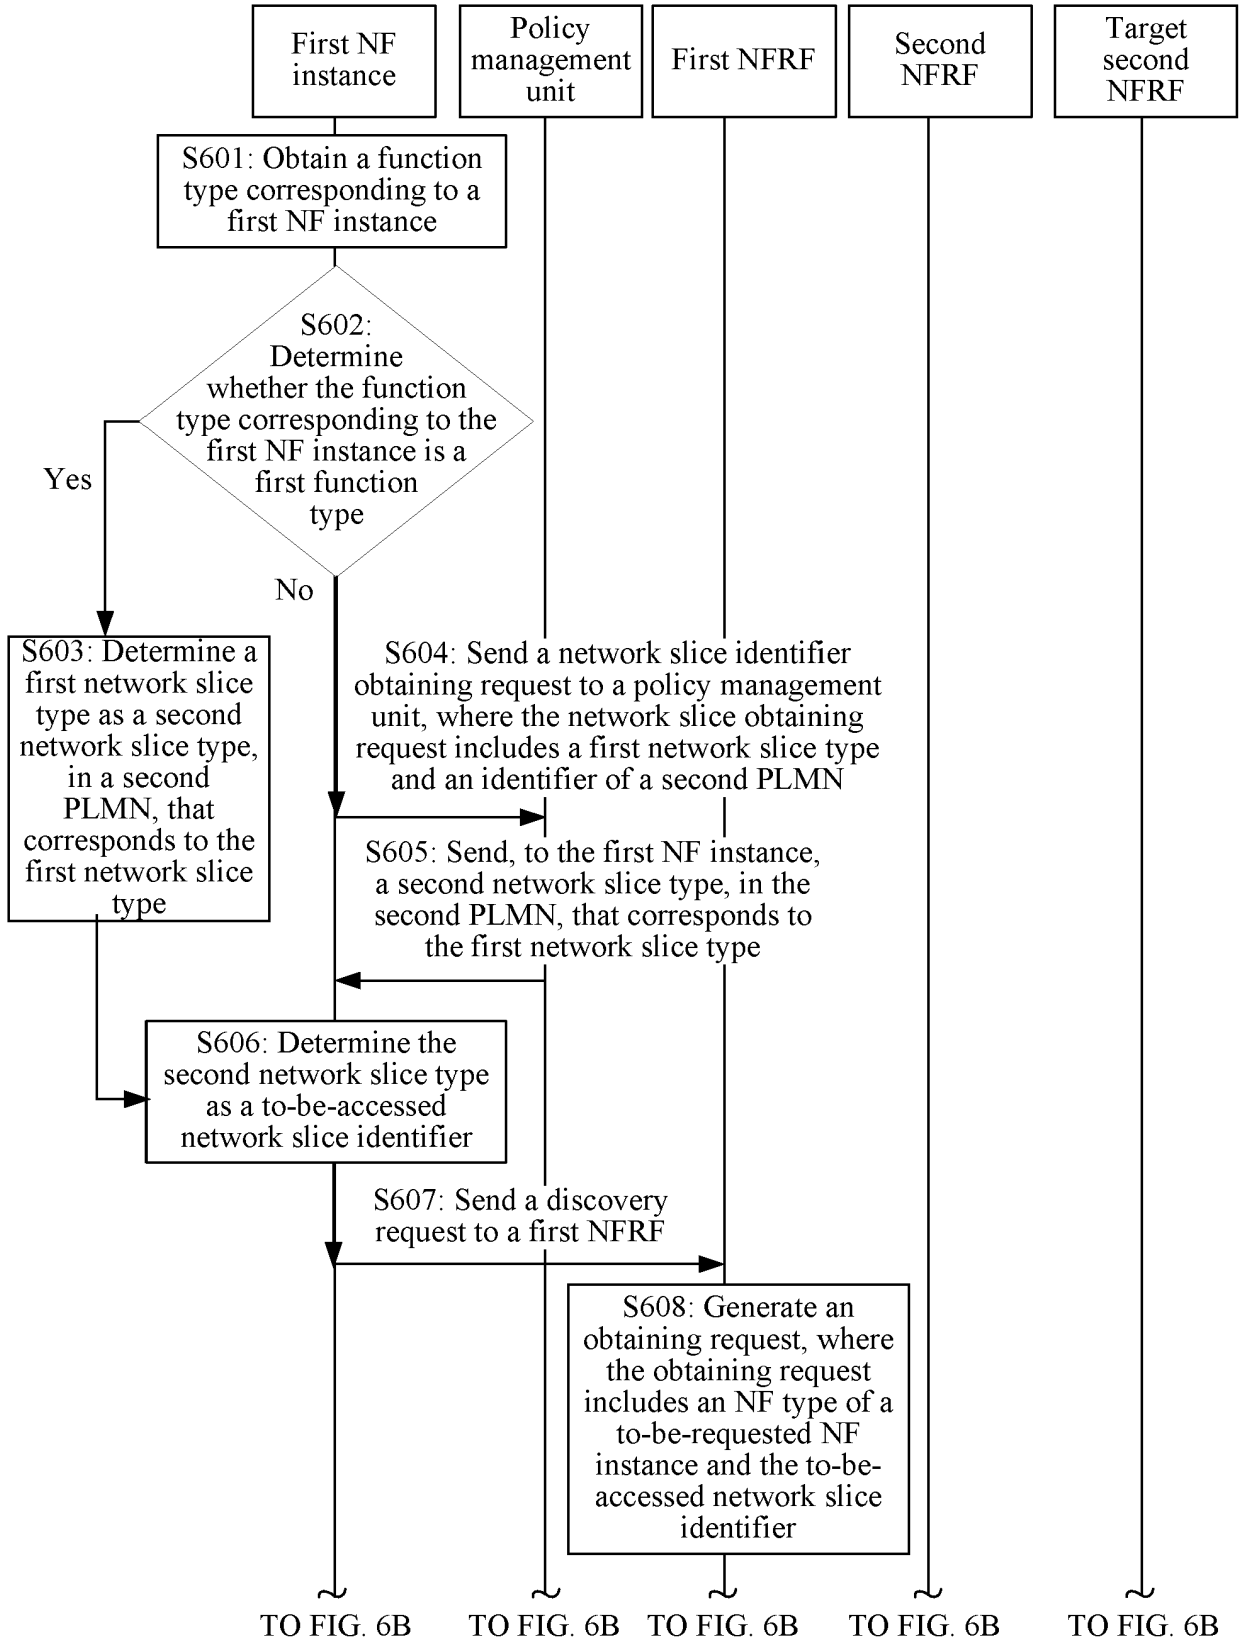 First NF
instance
Policy
management
unit
First NFRF
Second
NFRF
Target
second
NFRF
S601: Obtain a function
type corresponding to a
first NF instance
S602:
Determine
whether the function
type corresponding to the
first NF instance is a
first function
type
Yes
No
S603: Determine a
first network slice
type as a second
network slice type,
in a second
PLMN, that
corresponds to the
first network slice
type
S604: Send a network slice identifier
obtaining request to a policy management
unit, where the network slice obtaining
request includes a first network slice type
and an identifier of a second PLMN
S605: Send, to the first NF instance,
a second network slice type, in the
second PLMN, that corresponds to
the first network slice type
S606: Determine the
second network slice type
as a to-be-accessed
network slice identifier
S607: Send a discovery
request to a first NFRF
S608: Generate an
obtaining request, where
the obtaining request
includes an NF type of a
to-be-requested NF
instance and the to-be-
accessed network slice
identifier
TO FIG. 6B
TO FIG. 6B
TO FIG. 6B
TO FIG. 6B
TO FIG. 6B